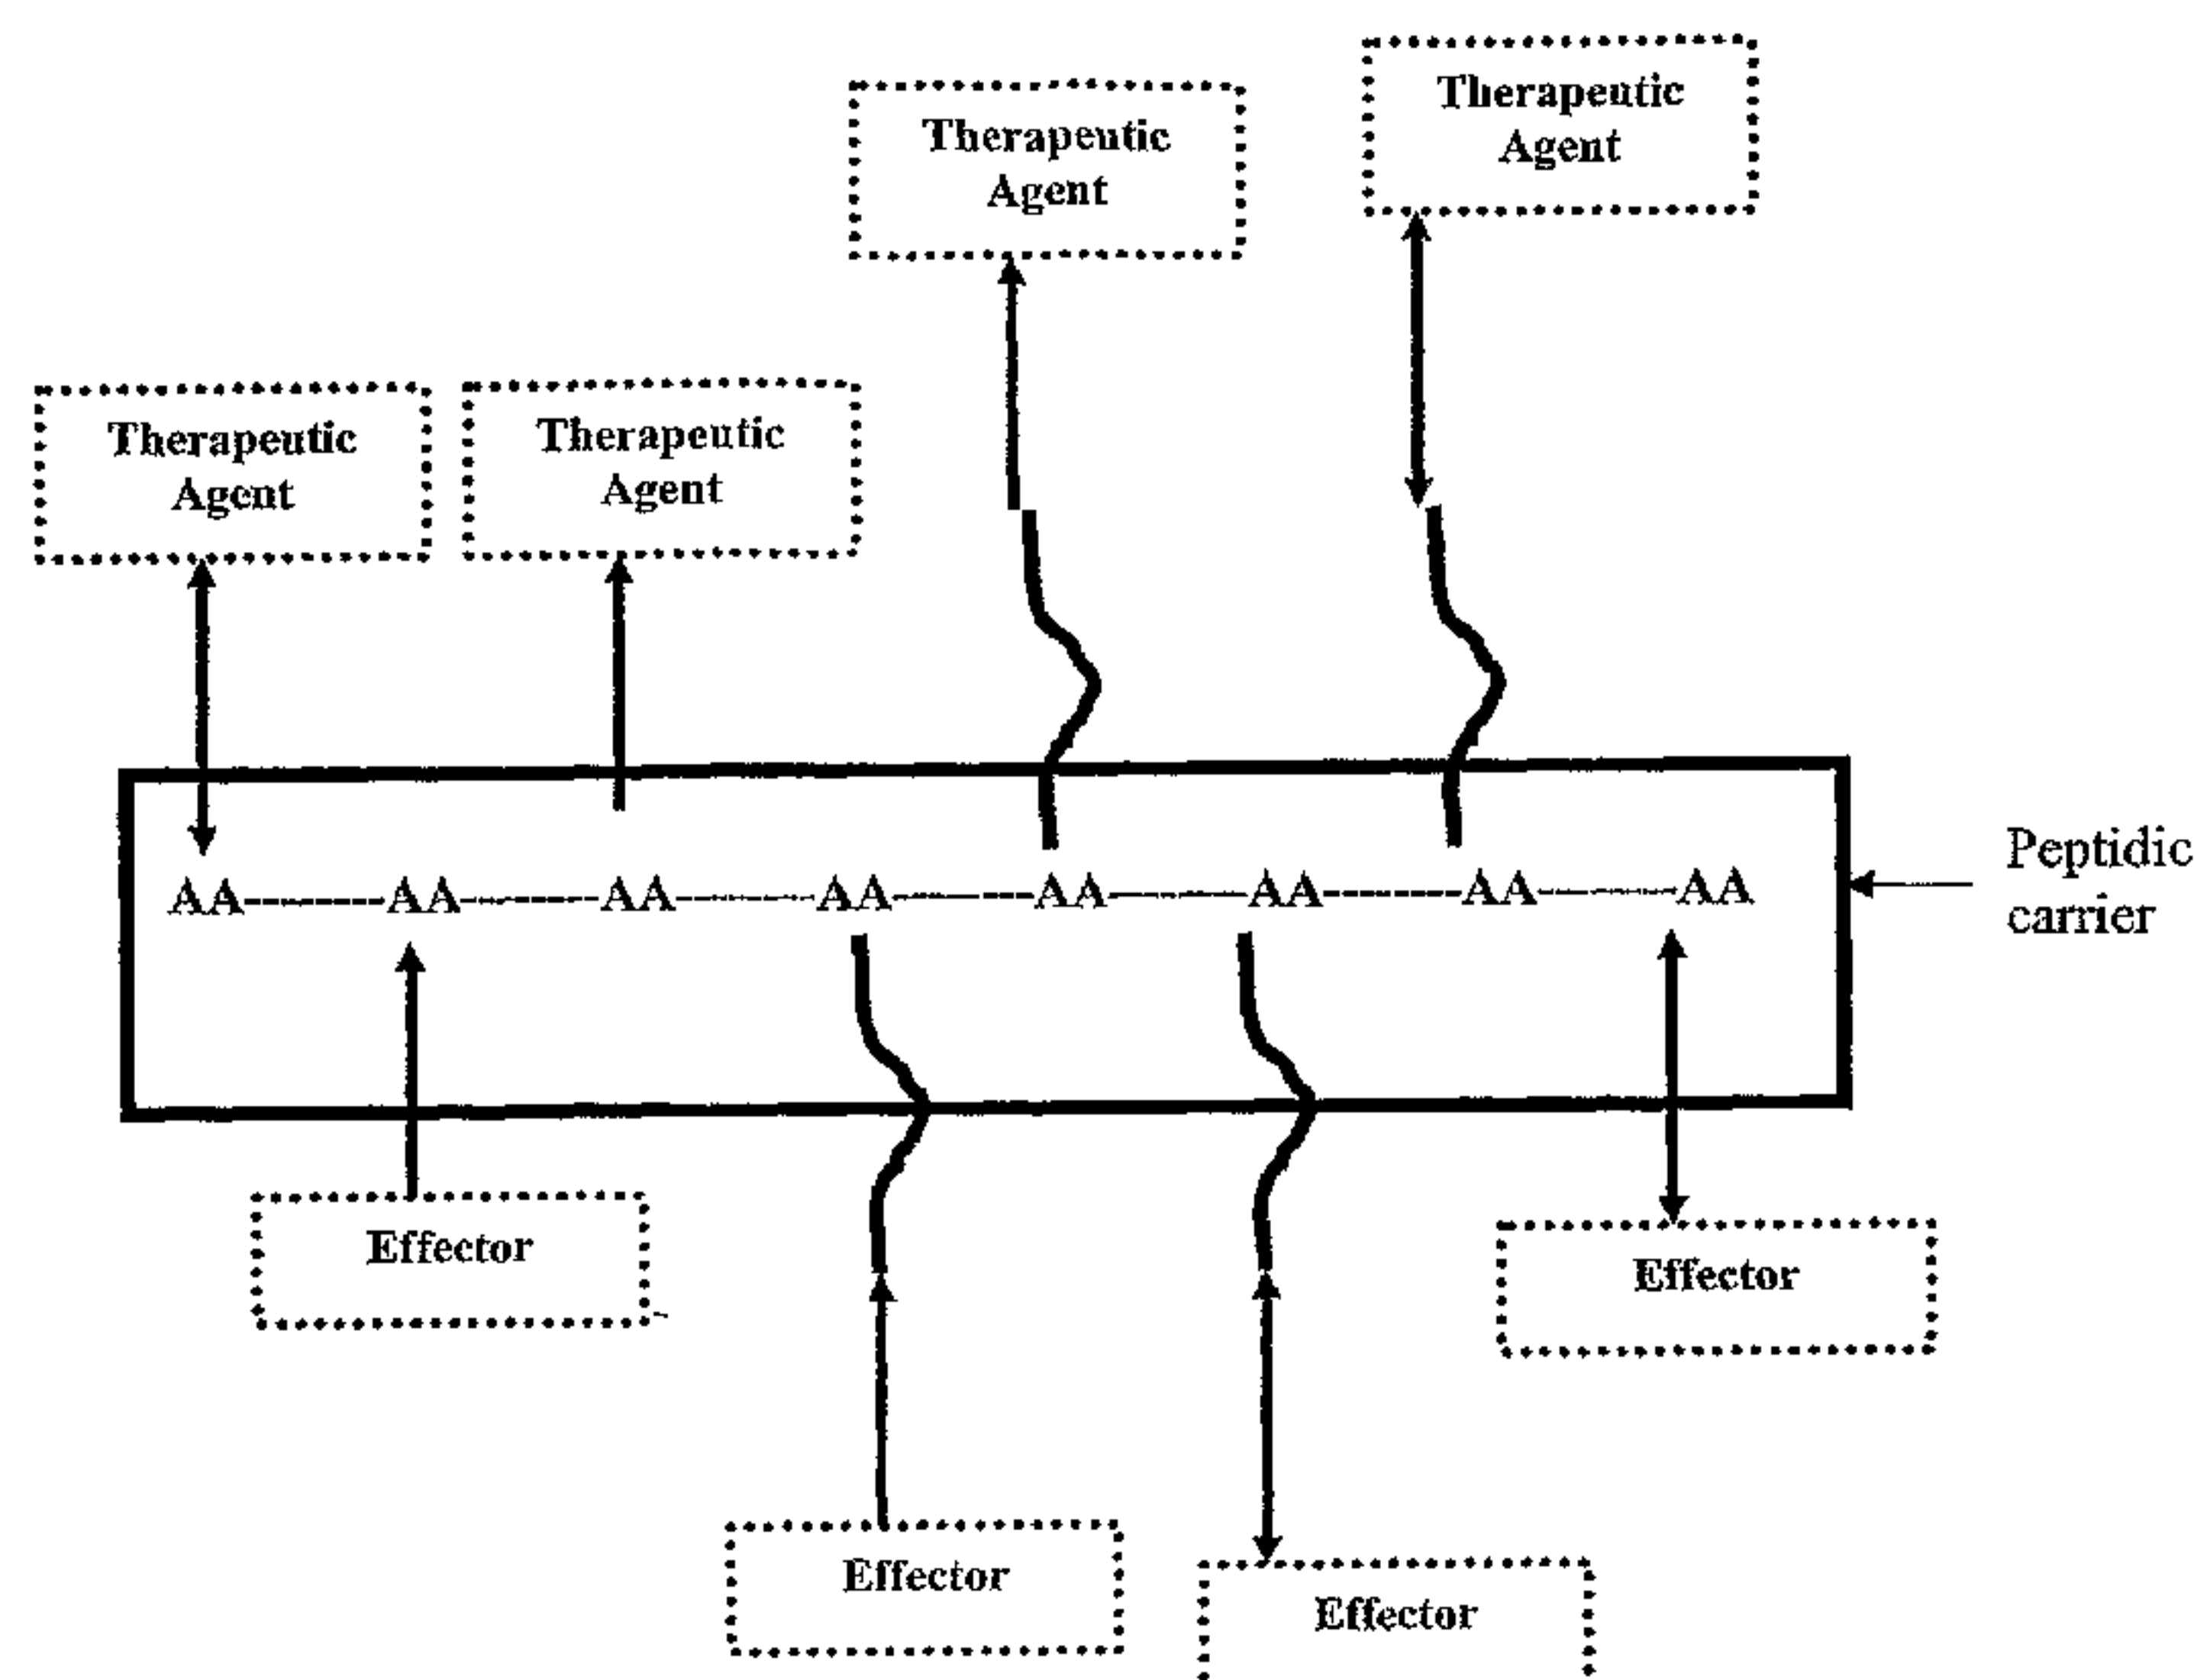 Therapeutic
Agent
Therapeutic
Agent
Therapeutic
Agent
Therapeutic
Agent
AA AA AA AA AA AA AA AA
Peptidic
carrier
Effector
Effector
Effector
Effector